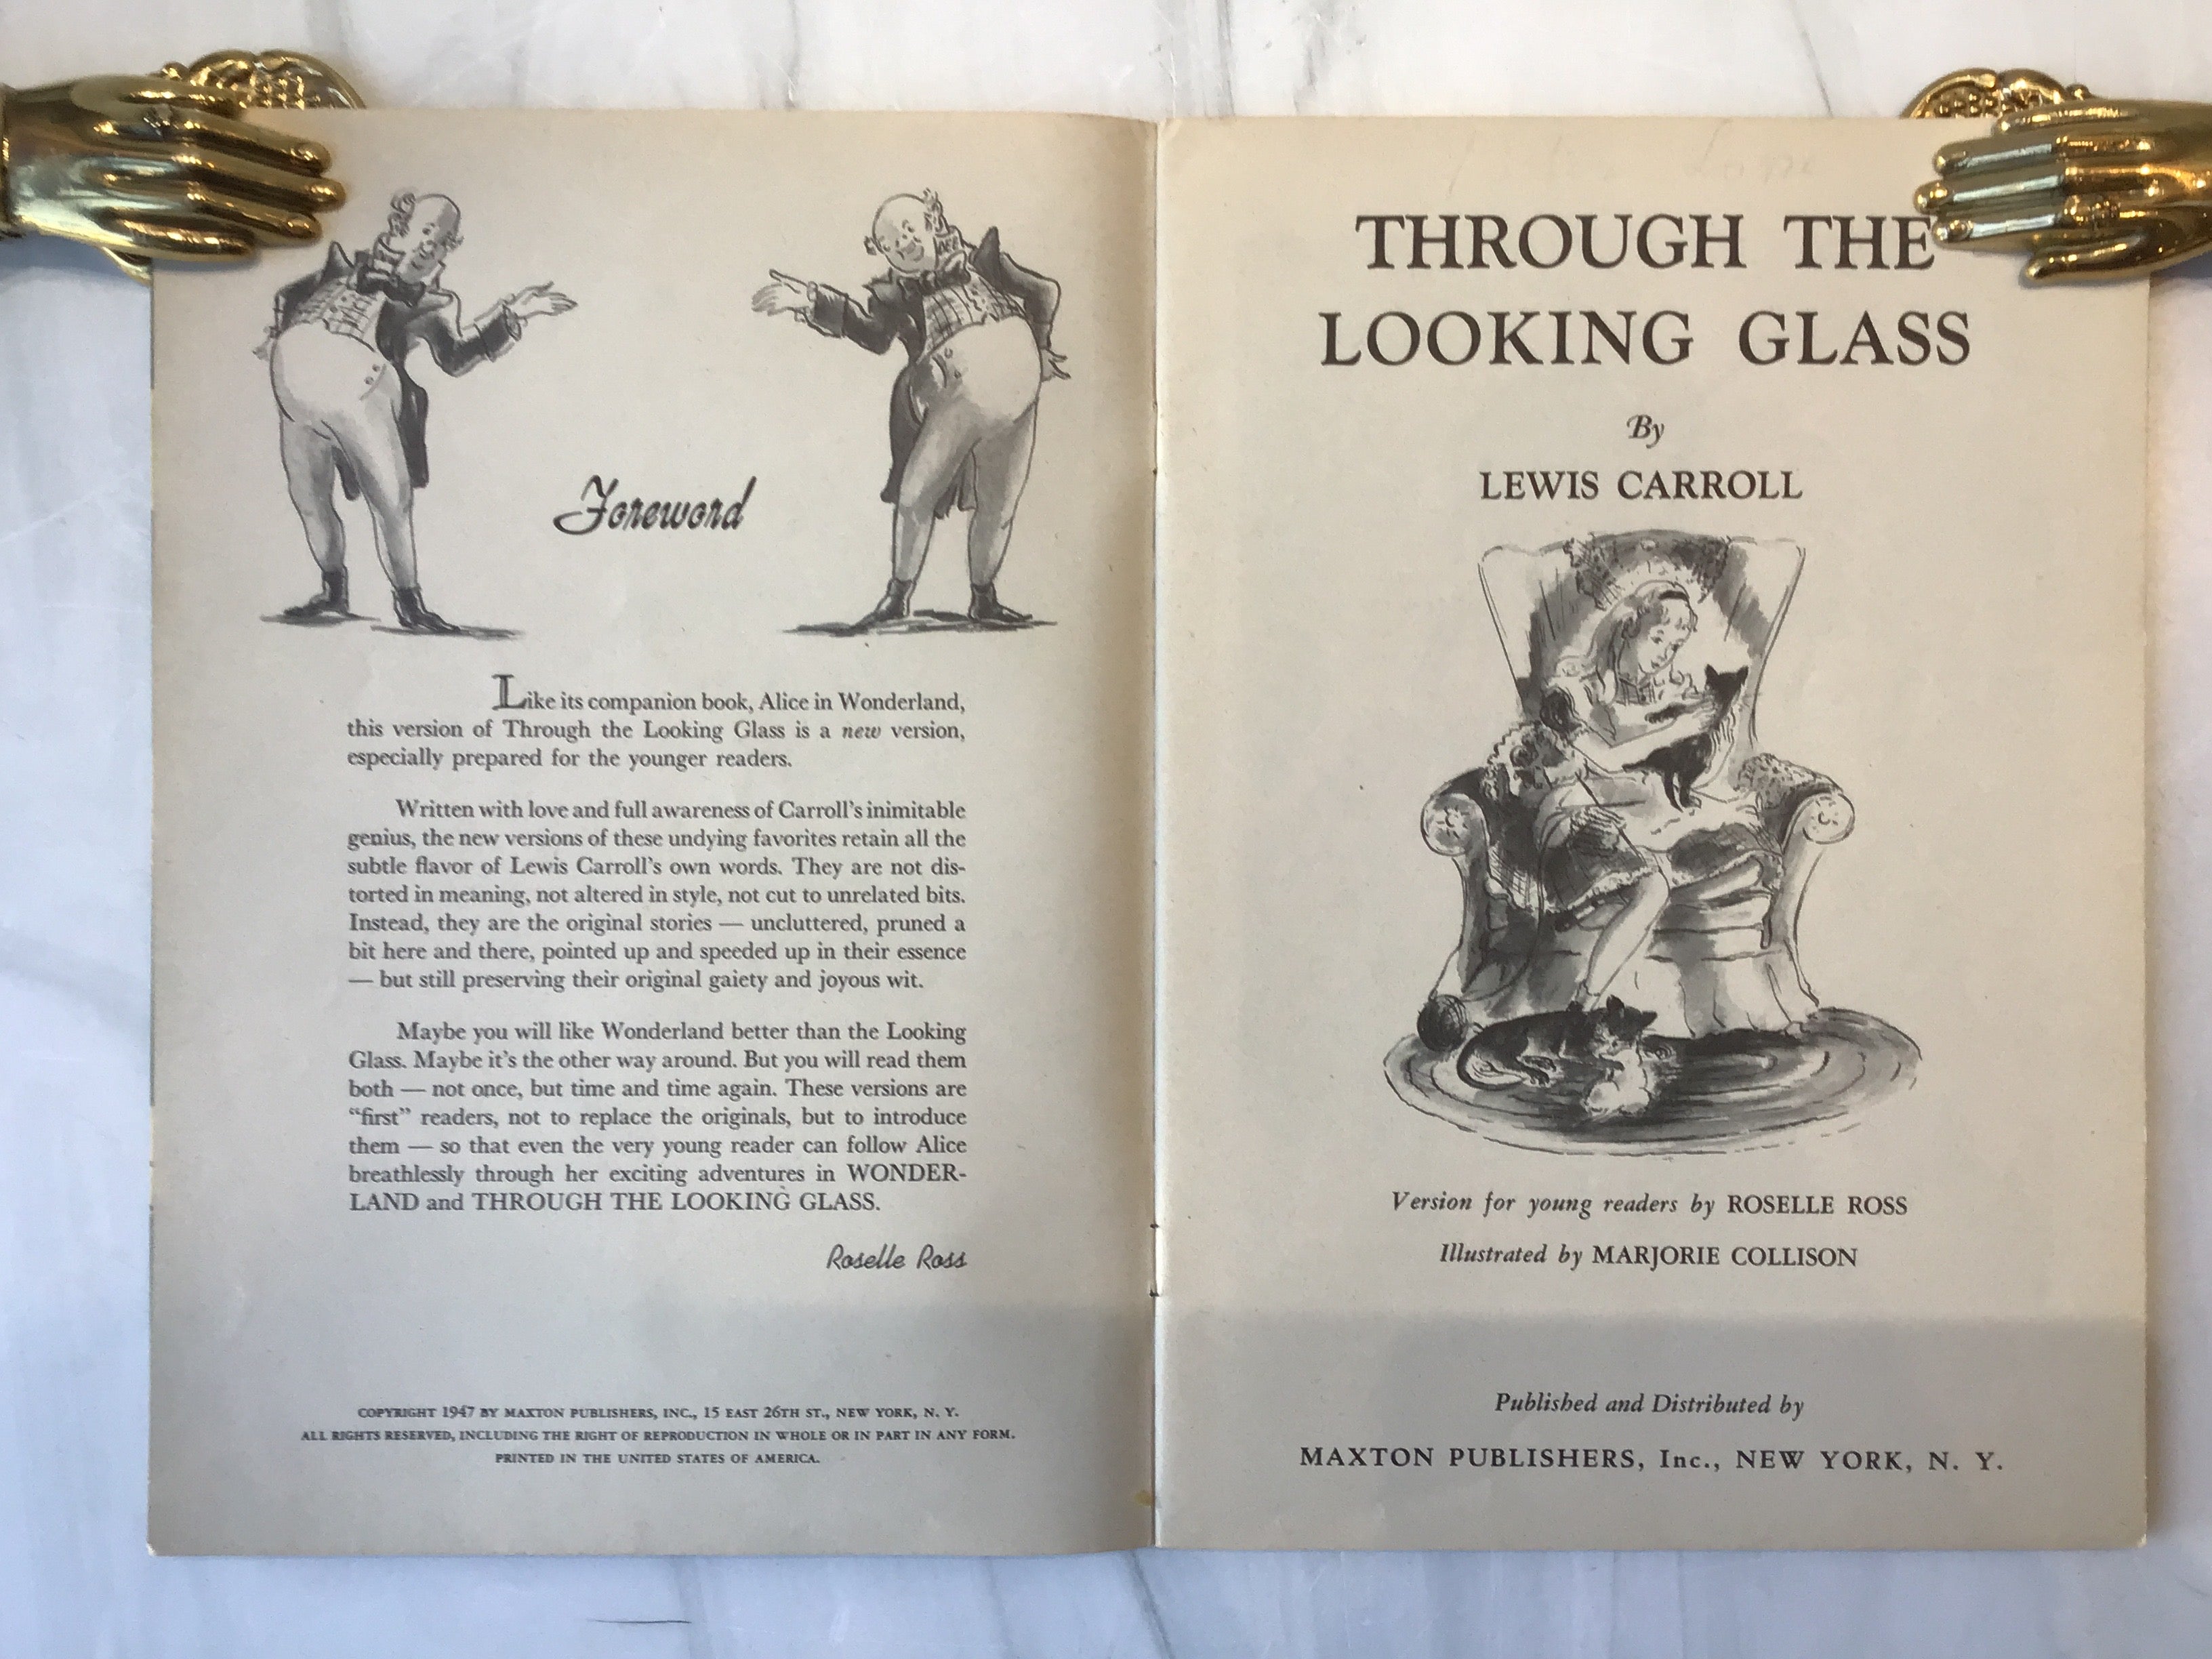 DEE
Foreword
Like its companion book, Alice in Wonderland,
this version of Through the Looking Glass is a new version,
especially prepared for the younger readers.
Written with love and full awareness of Carroll's inimitable
genius, the new versions of these undying favorites retain all the
subtle flavor of Lewis Carroll's own words. They are not dis-
torted in meaning, not altered in style, not cut to unrelated bits.
Instead, they are the original stories — uncluttered, pruned a
bit here and there, pointed up and speeded up in their essence
— but still preserving their original gaiety and joyous wit.
Maybe you will like Wonderland better than the Looking
Glass. Maybe it's the other way around. But you will read them
both — not once, but time and time again. These versions are
"first" readers, not to replace the originals, but to introduce
them — so that even the very young reader can follow Alice
breathlessly through her exciting adventures in WONDER-
LAND and THROUGH THE LOOKING GLASS.
Roselle Ross
COPYRIGHT 1947 BY MAXTON PUBLISHERS, INC., 15 EAST 26TH ST., NEW YORK, N. Y.
ALL RIGHTS RESERVED, INCLUDING THE RIGHT OF REPRODUCTION IN WHOLE OR IN PART IN ANY FORM.
PRINTED IN THE UNITED STATES OF AMERICA.
THROUGH THE
LOOKING GLASS
By
LEWIS CARROLL
Version for young readers by ROSELLE ROSS
Illustrated by MARJORIE COLLISON
Published and Distributed by
MAXTON PUBLISHERS, Inc., NEW YORK, N. Y.